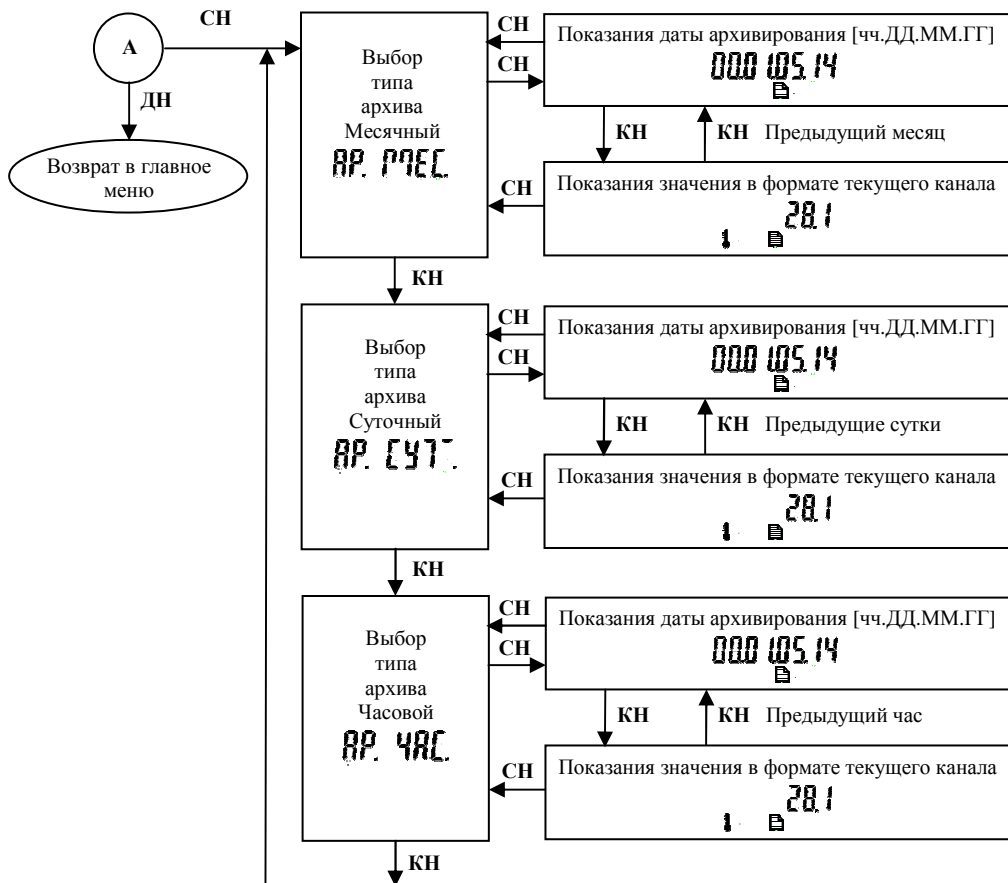 А
СН
ДН
Возврат в главное
меню
Выбор
типа
архива
Месячный
АР. МЕС.
СН
СН
Показания даты архивирования [чч.ДД.ММ.ГГ]
00.01.05.14
КН
КН Предыдущий месяц
СН
Показания значения в формате текущего канала
28.1
КН
Выбор
типа
архива
Суточный
АР. СУТ.
СН
СН
Показания даты архивирования [чч.ДД.ММ.ГГ]
00.01.05.14
КН
КН Предыдущие сутки
СН
Показания значения в формате текущего канала
28.1
КН
Выбор
типа
архива
Часовой
АР. ЧАС.
СН
СН
Показания даты архивирования [чч.ДД.ММ.ГГ]
00.01.05.14
КН
КН Предыдущий час
СН
Показания значения в формате текущего канала
28.1
КН